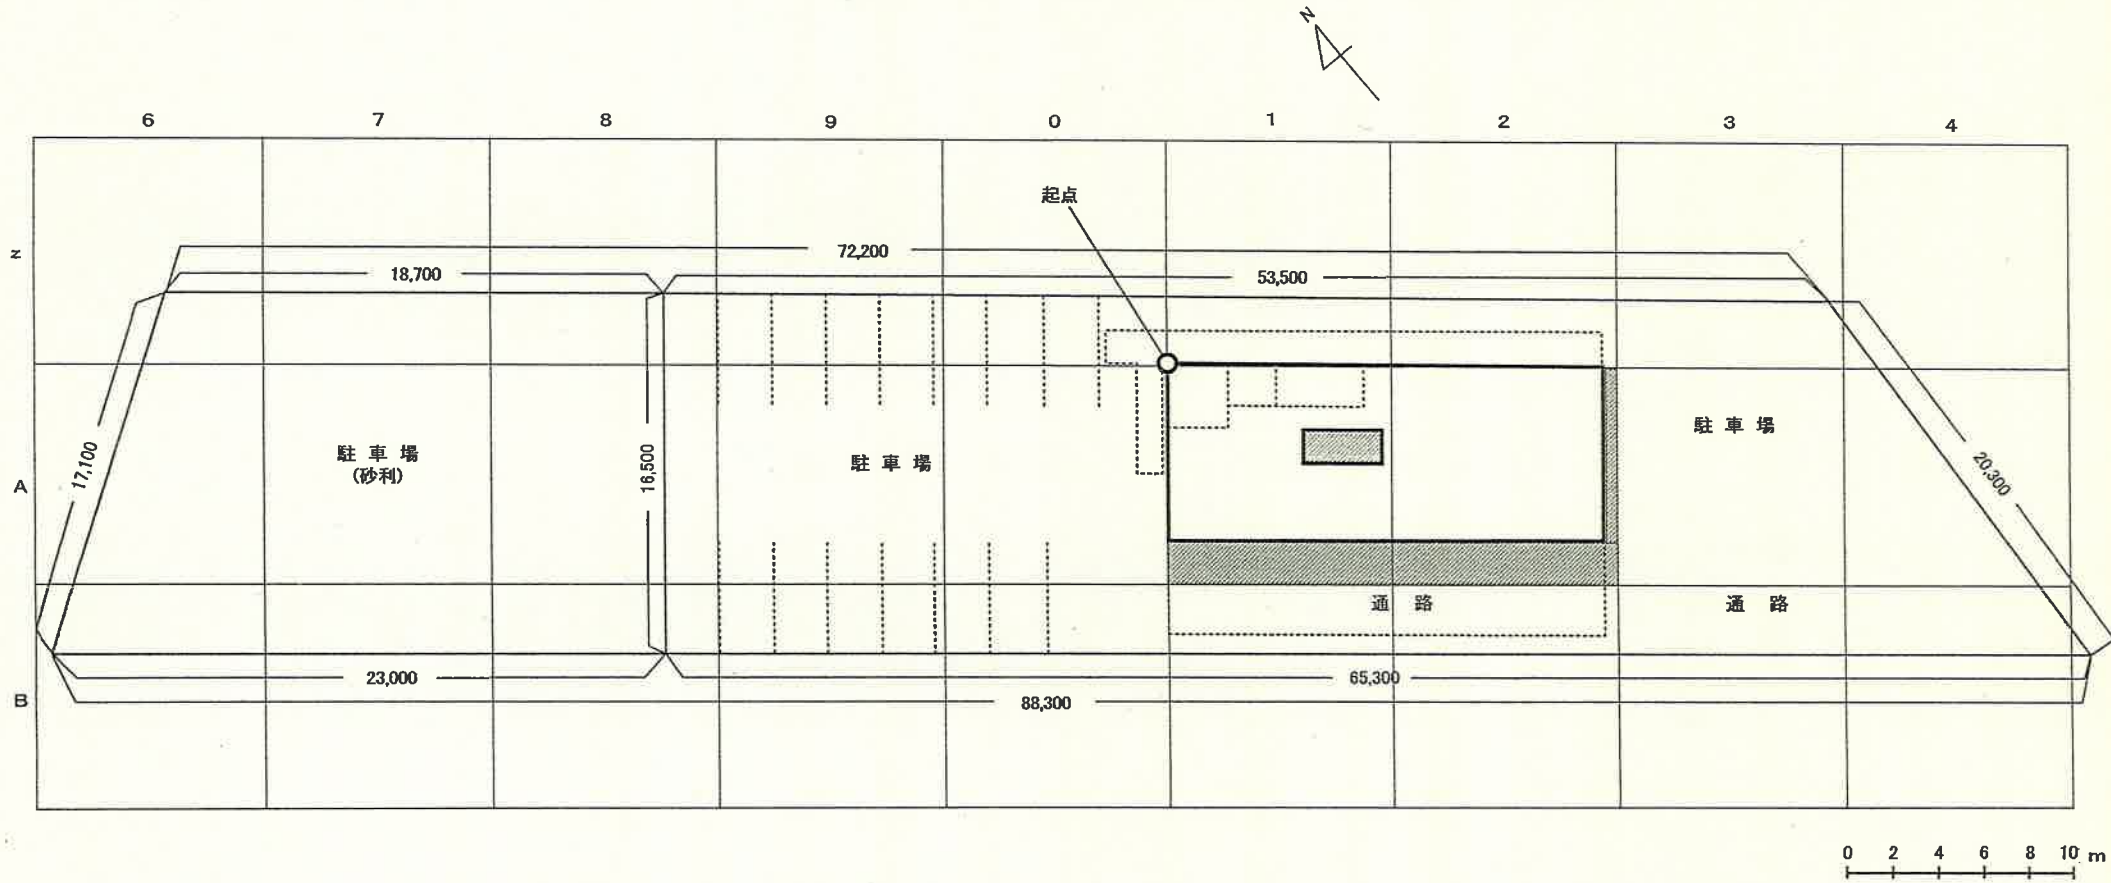 N
6 7 8 9 0 1 2 3 4
起点
z
72,200
18,700
53,500
17,100
駐車場
(砂利)
16,500
駐車場
駐車場
20,300
A
通路
通路
23,000
65,300
88,300
B
0 2 4 6 8 10 m